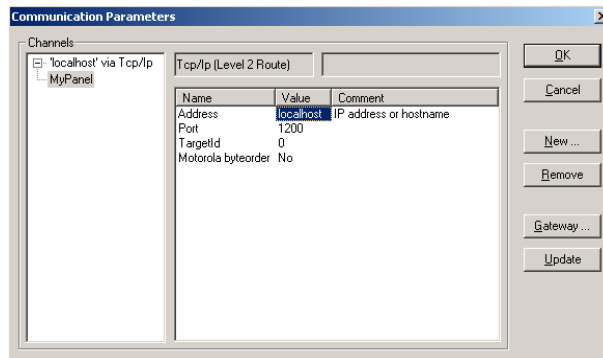 Communication Parameters
Channels
'localhost' via Tcp/Ip
MyPanel
Tcp/Ip (Level 2 Route)
Name Value Comment
Address localhost IP address or hostname
Port 1200
TargetId 0
Motorola byteorder No
OK
Cancel
New ...
Remove
Gateway ...
Update